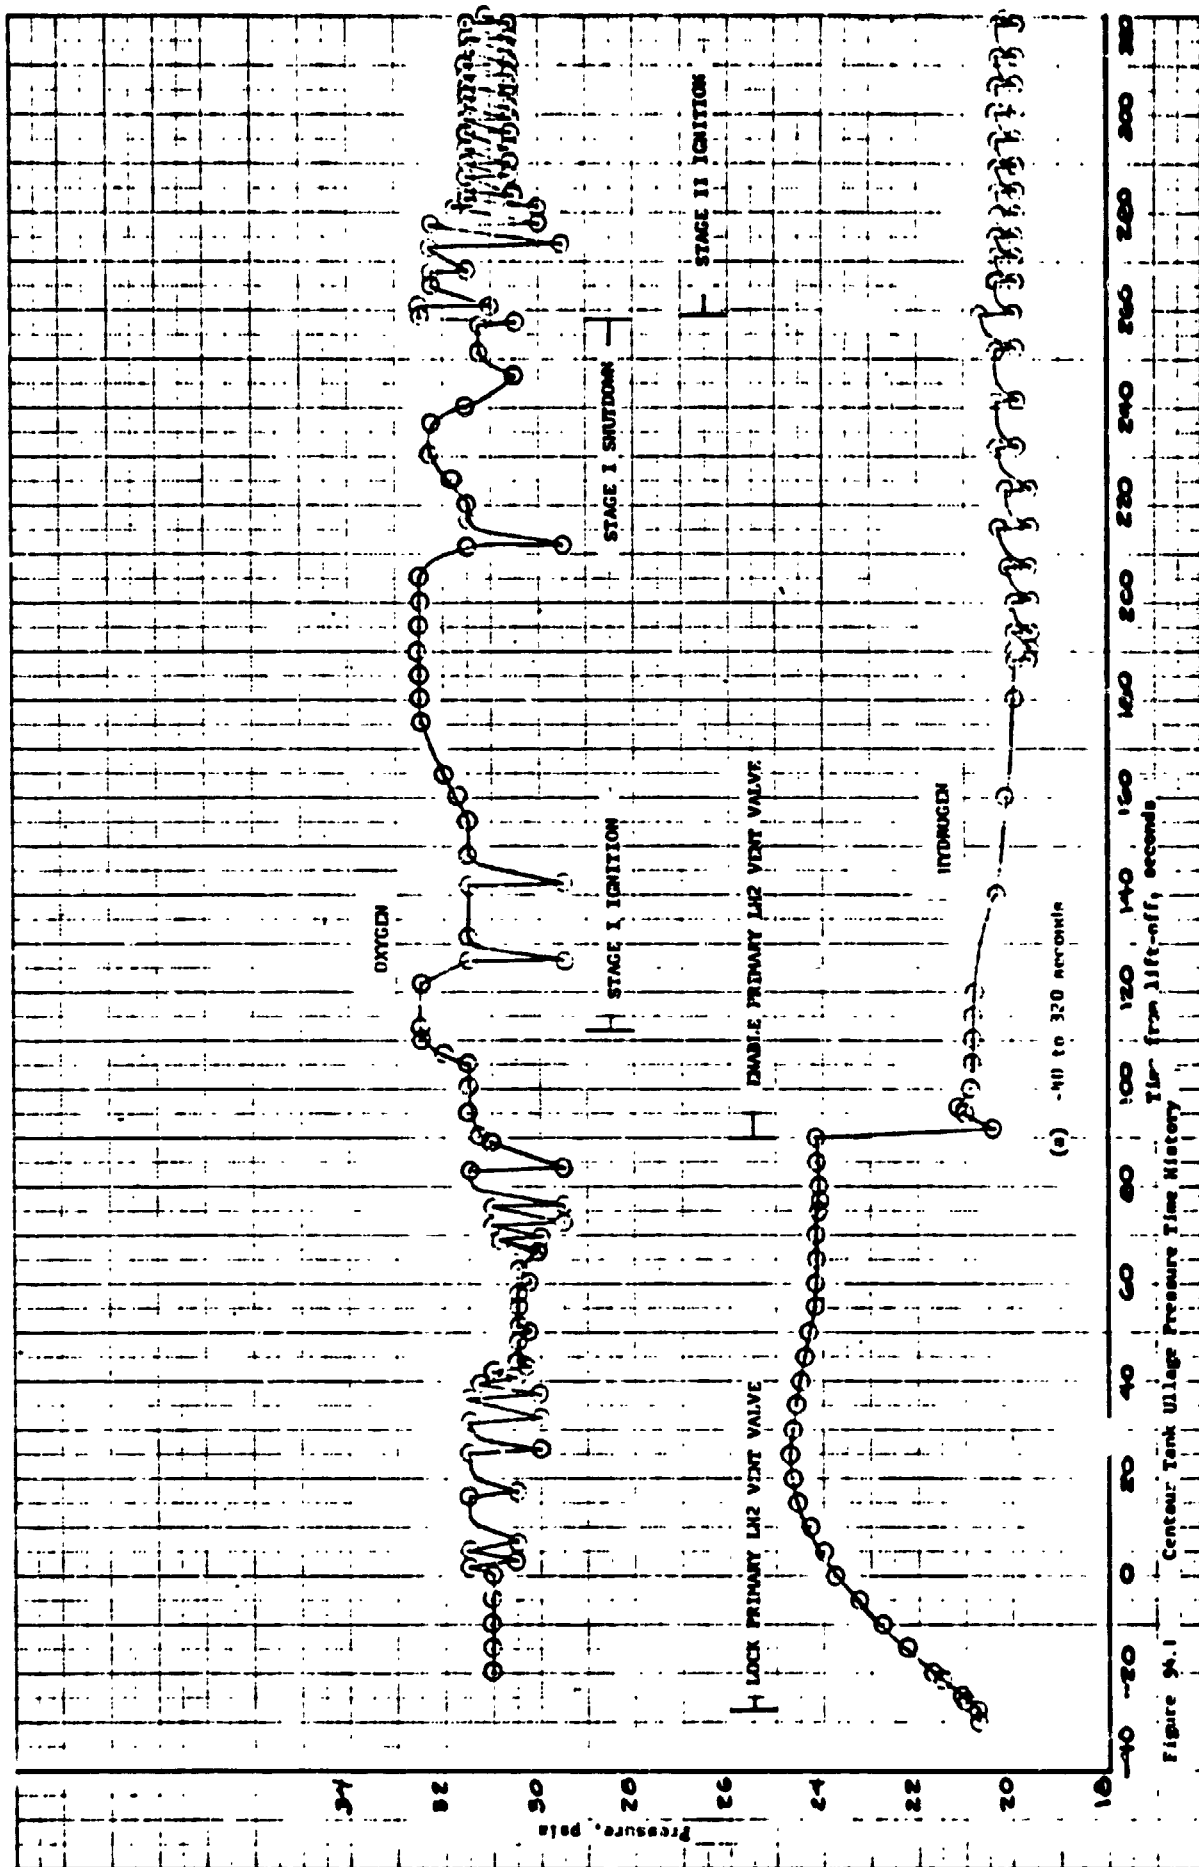 34
32
30
28
26
24
22
20
18
Pressure, psia
OXYGEN
STAGE I IGNITION
STAGE I SHUTDOWN
STAGE II IGNITION
LOCK PRIMARY LH2 VENT VALVE
ENABLE PRIMARY LH2 VENT VALVE
HYDROGEN
(a) -40 to 320 seconds
-40 -20 0 20 40 60 80 100 120 140 160 180 200 220 240 260 280 300 320
Time from lift-off, seconds
Figure 94.1 Centaur Tank Ullage Pressure Time History